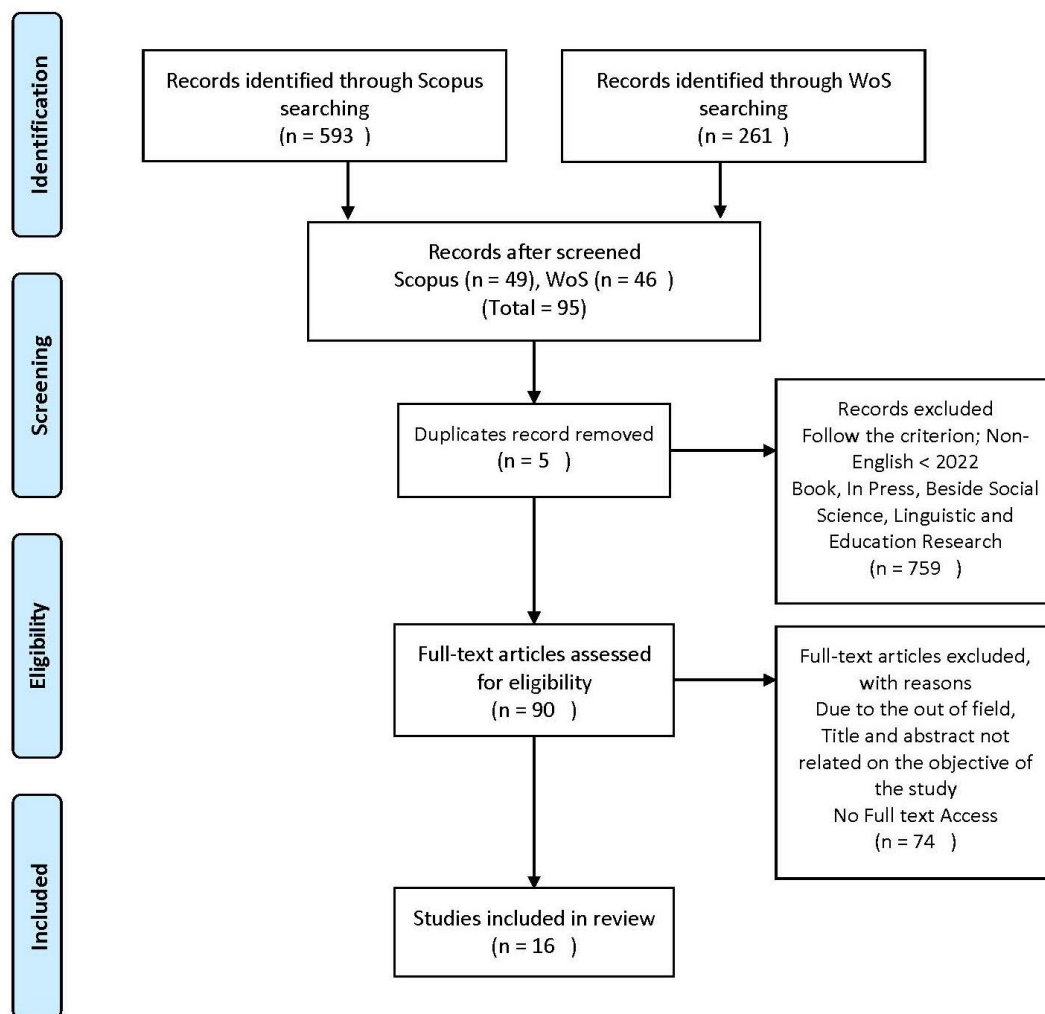 Identification
Records identified through Scopus
searching
(n = 593 )
Records identified through WoS
searching
(n = 261 )
Records after screened
Scopus (n = 49), WoS (n = 46 )
(Total = 95)
Screening
Duplicates record removed
(n = 5 )
Records excluded
Follow the criterion; Non-
English < 2022
Book, In Press, Beside Social
Science, Linguistic and
Education Research
(n = 759 )
Eligibility
Full-text articles assessed
for eligibility
(n = 90 )
Full-text articles excluded,
with reasons
Due to the out of field,
Title and abstract not
related on the objective of
the study
No Full text Access
(n = 74 )
Included
Studies included in review
(n = 16 )